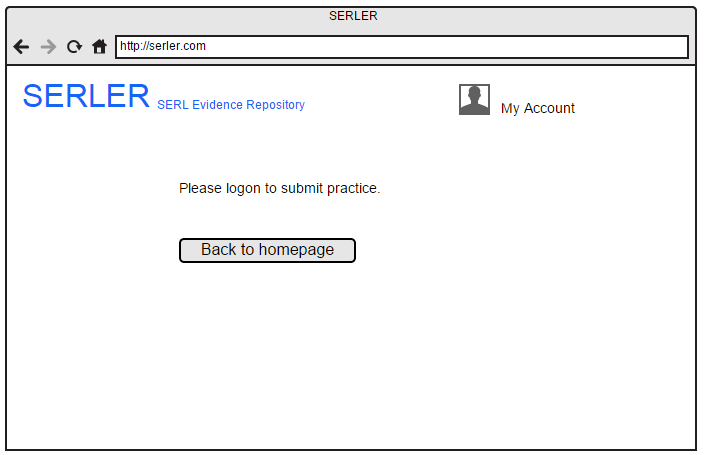 SERLER
http://serler.com
SERLER SERL Evidence Repository
My Account
Please logon to submit practice.
Back to homepage